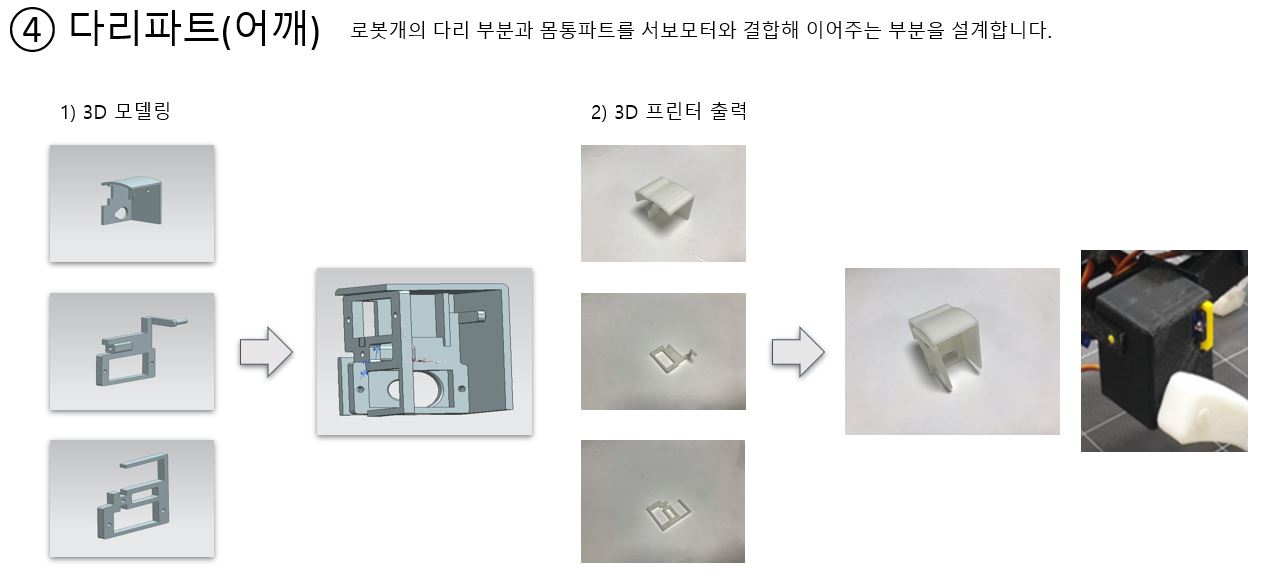 ④ 다리파트(어깨)
로봇개의 다리 부분과 몸통파트를 서보모터와 결합해 이어주는 부분을 설계합니다.
1) 3D 모델링
2) 3D 프린터 출력